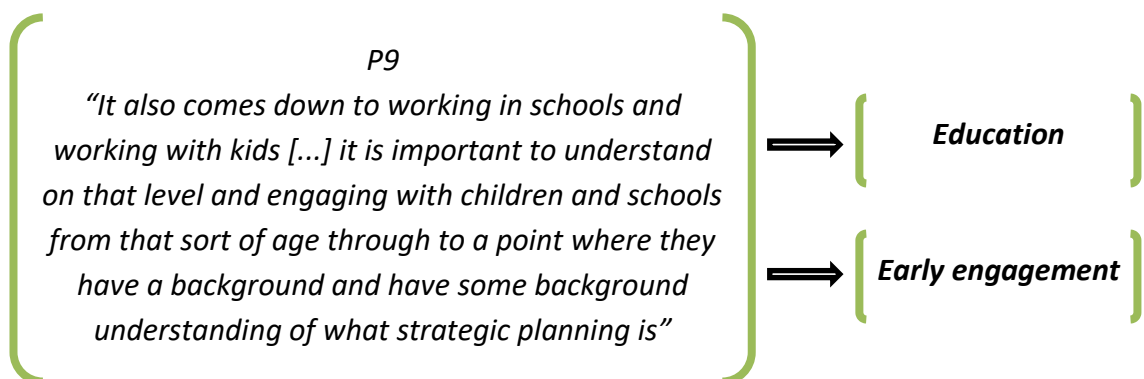 P9
“It also comes down to working in schools and
working with kids [...] it is important to understand
on that level and engaging with children and schools
from that sort of age through to a point where they
have a background and have some background
understanding of what strategic planning is”
Education
Early engagement